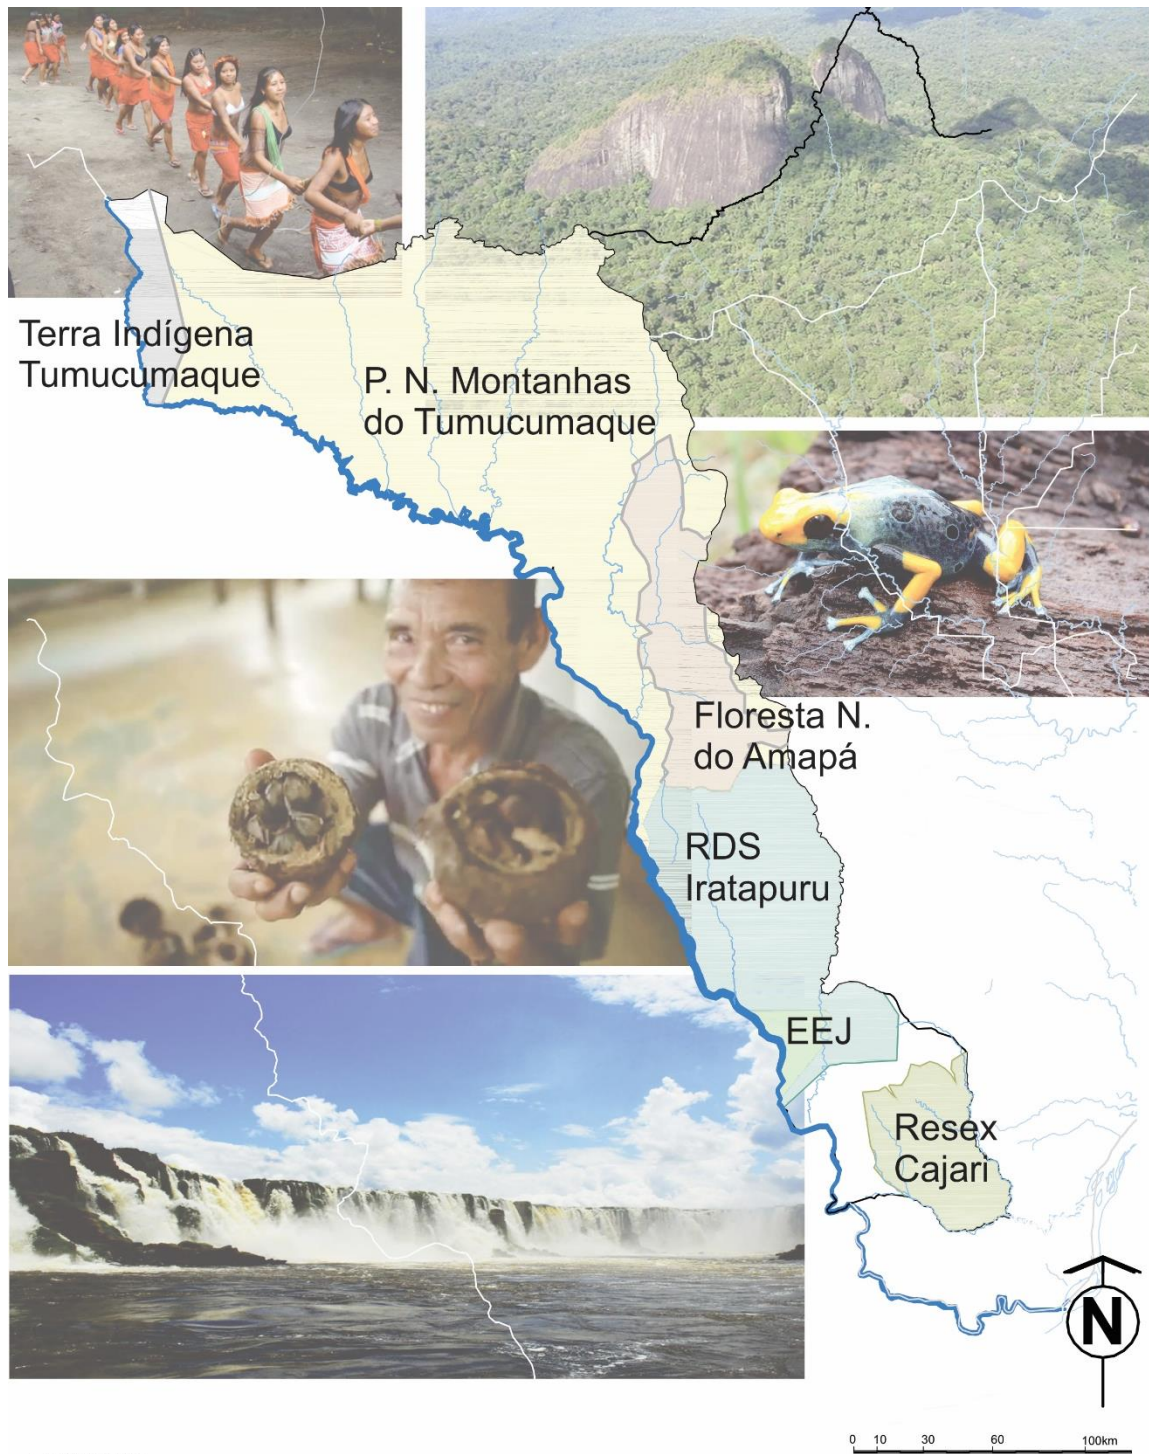 Terra Indígena
Tumucumaque
P. N. Montanhas
do Tumucumaque
Floresta N.
do Amapá
RDS
Iratapuru
EEJ
Resex
Cajari
N
0 10 30 60 100km